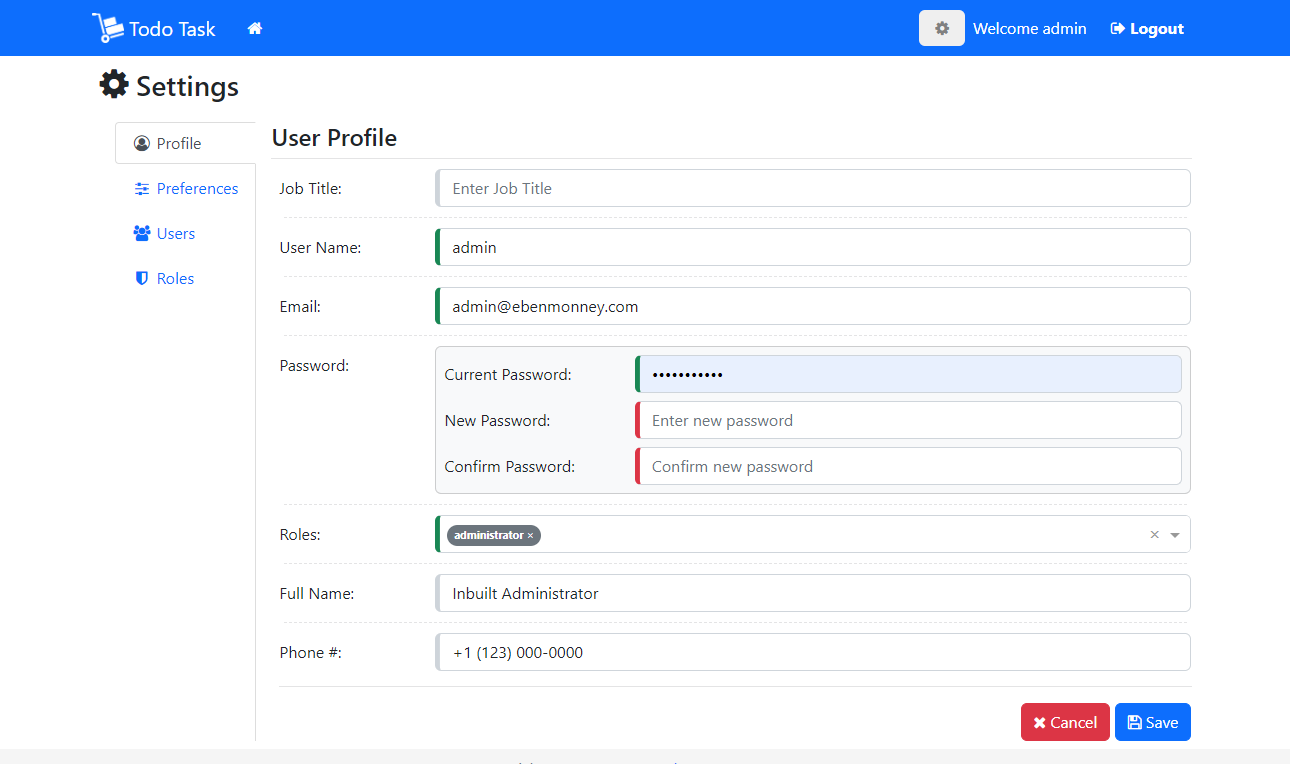 Todo Task
Welcome admin
Logout
Settings
Profile
Preferences
Users
Roles
User Profile
Job Title: Enter Job Title
User Name: admin
Email: admin@ebenmonney.com
Password:
Current Password: •••••••••••
New Password: Enter new password
Confirm Password: Confirm new password
Roles: administrator ×
Full Name: Inbuilt Administrator
Phone #: +1 (123) 000-0000
Cancel
Save